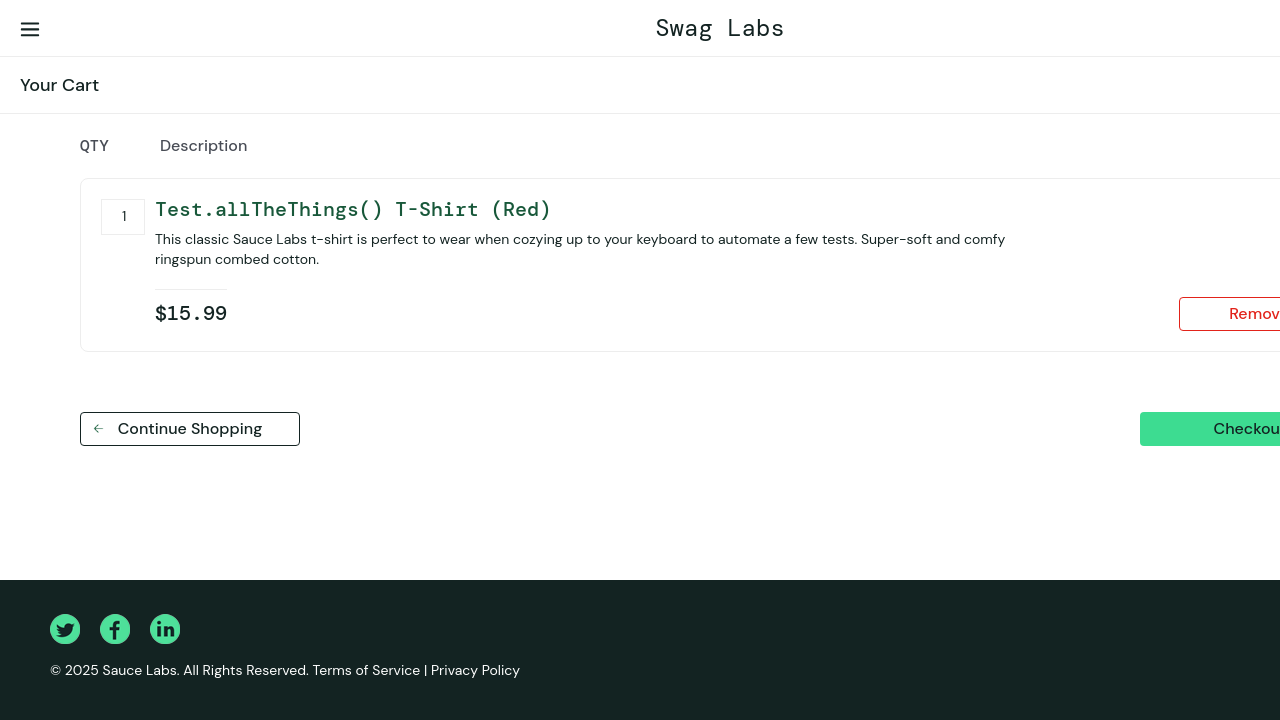 Swag Labs
Your Cart
QTY Description
1
Test.allTheThings() T-Shirt (Red)
This classic Sauce Labs t-shirt is perfect to wear when cozying up to your keyboard to automate a few tests. Super-soft and comfy
ringspun combed cotton.
$15.99
Remov
Continue Shopping
Checkou
© 2025 Sauce Labs. All Rights Reserved. Terms of Service | Privacy Policy